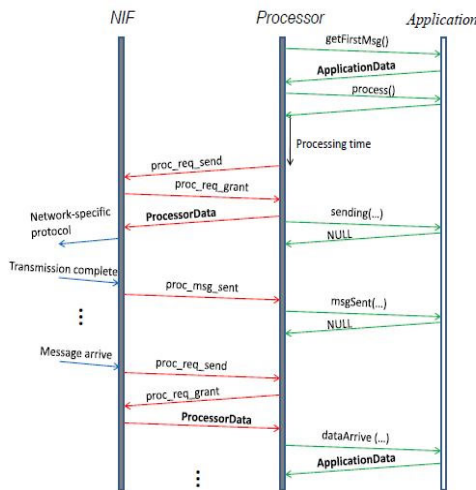 NIF Processor Application
getFirstMsg()
ApplicationData
process()
Processing time
proc_req_send
proc_req_grant
Network-specific
protocol
ProcessorData
sending(...)
NULL
Transmission complete
proc_msg_sent
msgSent(...)
NULL
Message arrive
proc_req_send
proc_req_grant
ProcessorData
dataArrive (...)
ApplicationData